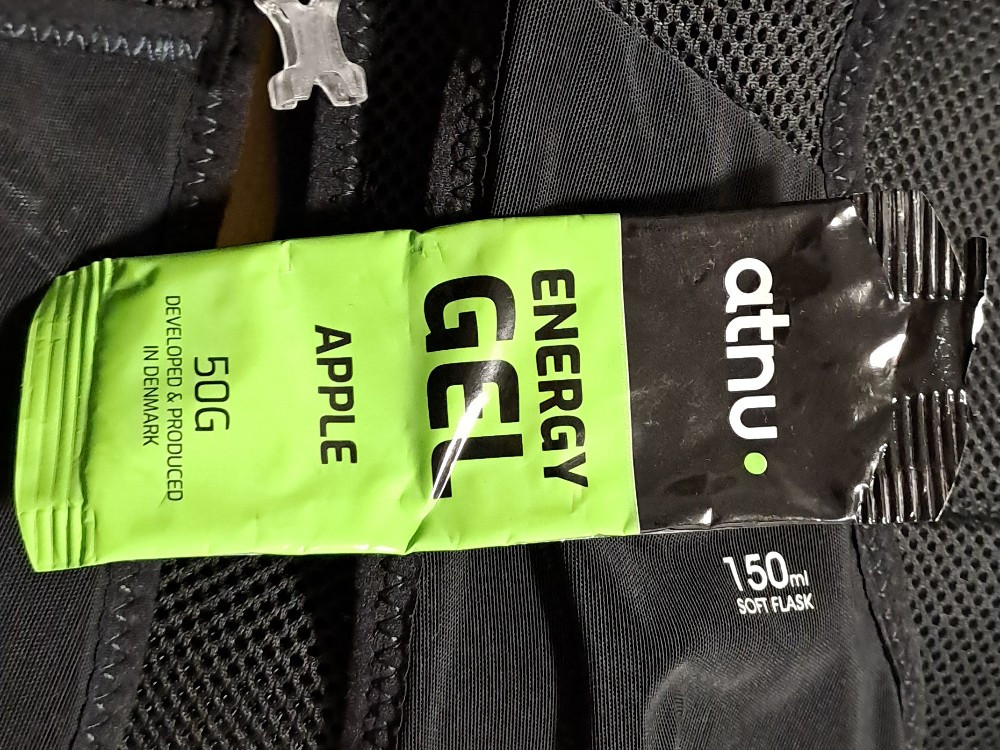 atnu
ENERGY
GEL
APPLE
50G
DEVELOPED & PRODUCED
IN DENMARK
150ml
SOFT FLASK